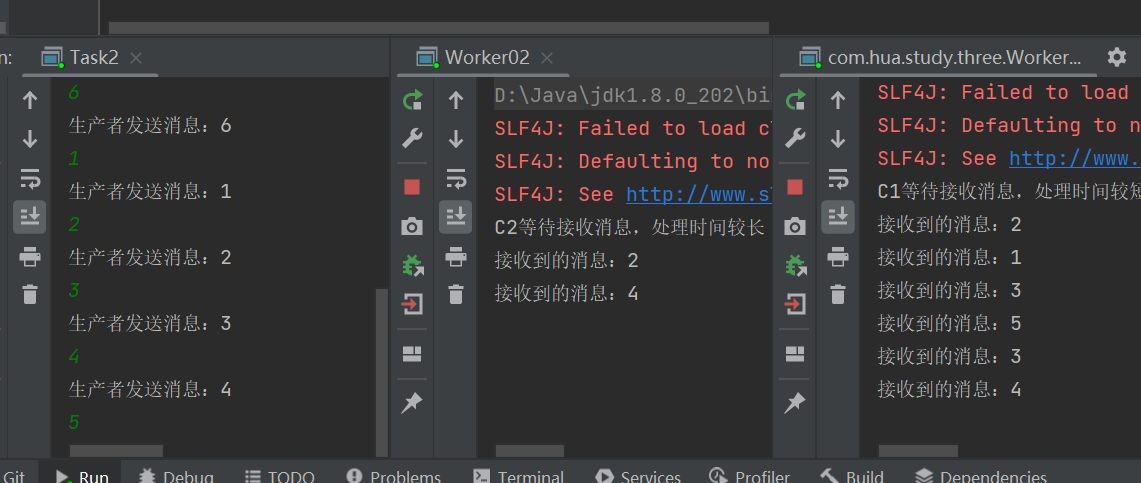 n:
Task2
Worker02
com.hua.study.three.Worker...
6
生产者发送消息：6
1
生产者发送消息：1
2
生产者发送消息：2
3
生产者发送消息：3
4
生产者发送消息：4
5
D:\Java\jdk1.8.0_202\bi
SLF4J: Failed to load c
SLF4J: Defaulting to no
SLF4J: See http://www.s
C2等待接收消息，处理时间较长
接收到的消息：2
接收到的消息：4
SLF4J: Failed to load
SLF4J: Defaulting to n
SLF4J: See http://www.
C1等待接收消息，处理时间较短
接收到的消息：2
接收到的消息：1
接收到的消息：3
接收到的消息：5
接收到的消息：3
接收到的消息：4
Git Run Debug TODO Problems Terminal Services Profiler Build Dependencies